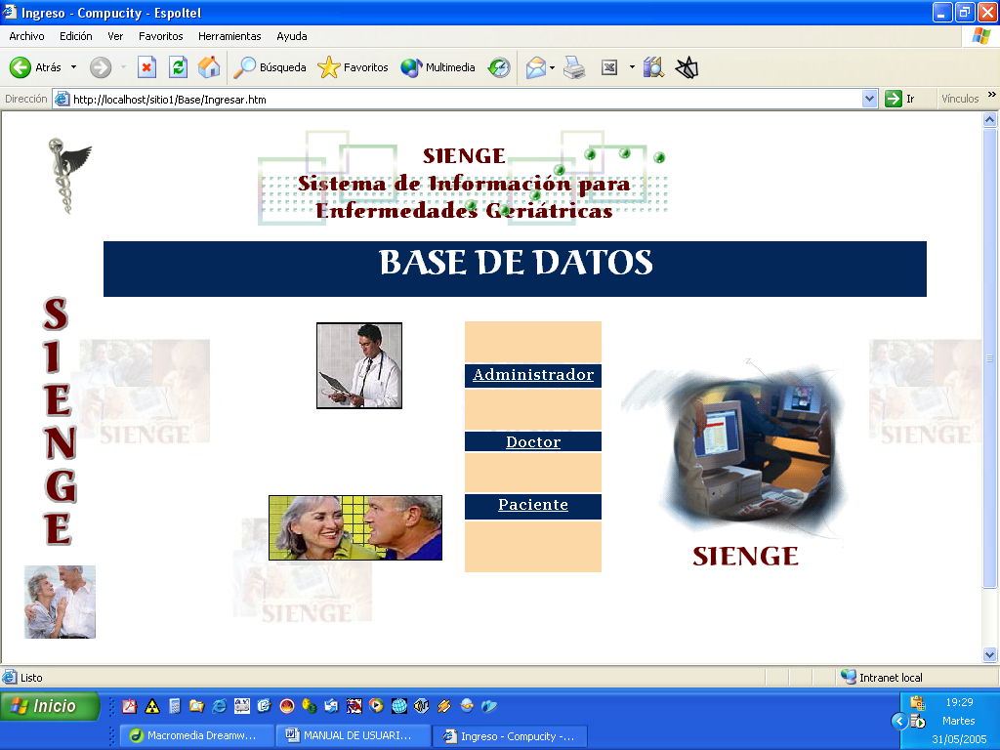 Ingreso - Compucity - Espoltel
Archivo Edición Ver Favoritos Herramientas Ayuda
Atrás Búsqueda Favoritos Multimedia
Dirección http://localhost/sitio1/Base/Ingresar.htm Ir Vínculos »
SIENGE
Sistema de Información para
Enfermedades Geriátricas
BASE DE DATOS
SIENGE
Administrador
Doctor
Paciente
SIENGE
SIENGE
SIENGE
SIENGE
Listo Intranet local
Inicio
Macromedia Dreamw...
MANUAL DE USUARI...
Ingreso - Compucity -...
19:29
Martes
31/05/2005